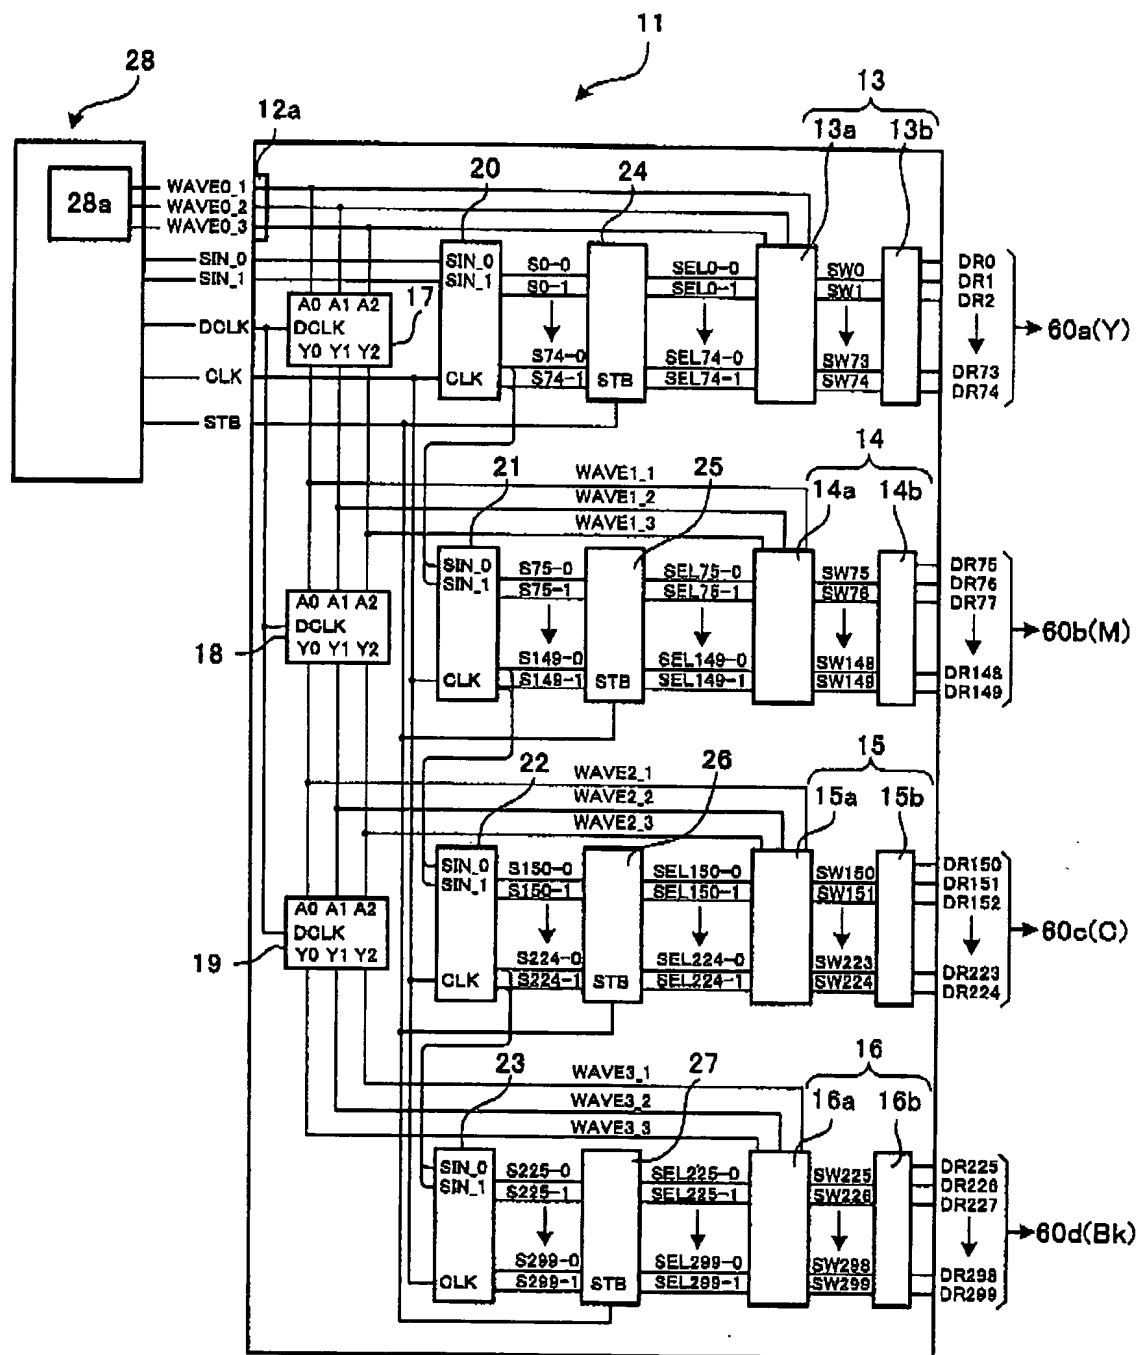 11
28
12a
13
13a
13b
20
24
28a
WAVE0_1
WAVE0_2
WAVE0_3
SIN_0
SIN_1
DCLK
CLK
STB
A0 A1 A2
DCLK
Y0 Y1 Y2
17
SIN_0
SIN_1
CLK
S0-0
S0-1
S74-0
S74-1
STB
SEL0-0
SEL0-1
SEL74-0
SEL74-1
SW0
SW1
SW73
SW74
DR0
DR1
DR2
DR73
DR74
60a(Y)
14
14a
14b
21
25
WAVE1_1
WAVE1_2
WAVE1_3
SIN_0
SIN_1
CLK
S75-0
S75-1
S149-0
S149-1
STB
SEL75-0
SEL75-1
SEL149-0
SEL149-1
SW75
SW76
SW148
SW149
DR75
DR76
DR77
DR148
DR149
60b(M)
A0 A1 A2
DCLK
Y0 Y1 Y2
18
15
15a
15b
22
26
WAVE2_1
WAVE2_2
WAVE2_3
SIN_0
SIN_1
CLK
S150-0
S150-1
S224-0
S224-1
STB
SEL150-0
SEL150-1
SEL224-0
SEL224-1
SW150
SW151
SW223
SW224
DR150
DR151
DR152
DR223
DR224
60c(C)
A0 A1 A2
DCLK
Y0 Y1 Y2
19
16
16a
16b
23
27
WAVE3_1
WAVE3_2
WAVE3_3
SIN_0
SIN_1
CLK
S225-0
S225-1
S299-0
S299-1
STB
SEL225-0
SEL225-1
SEL299-0
SEL299-1
SW225
SW226
SW298
SW299
DR225
DR226
DR227
DR298
DR299
60d(Bk)